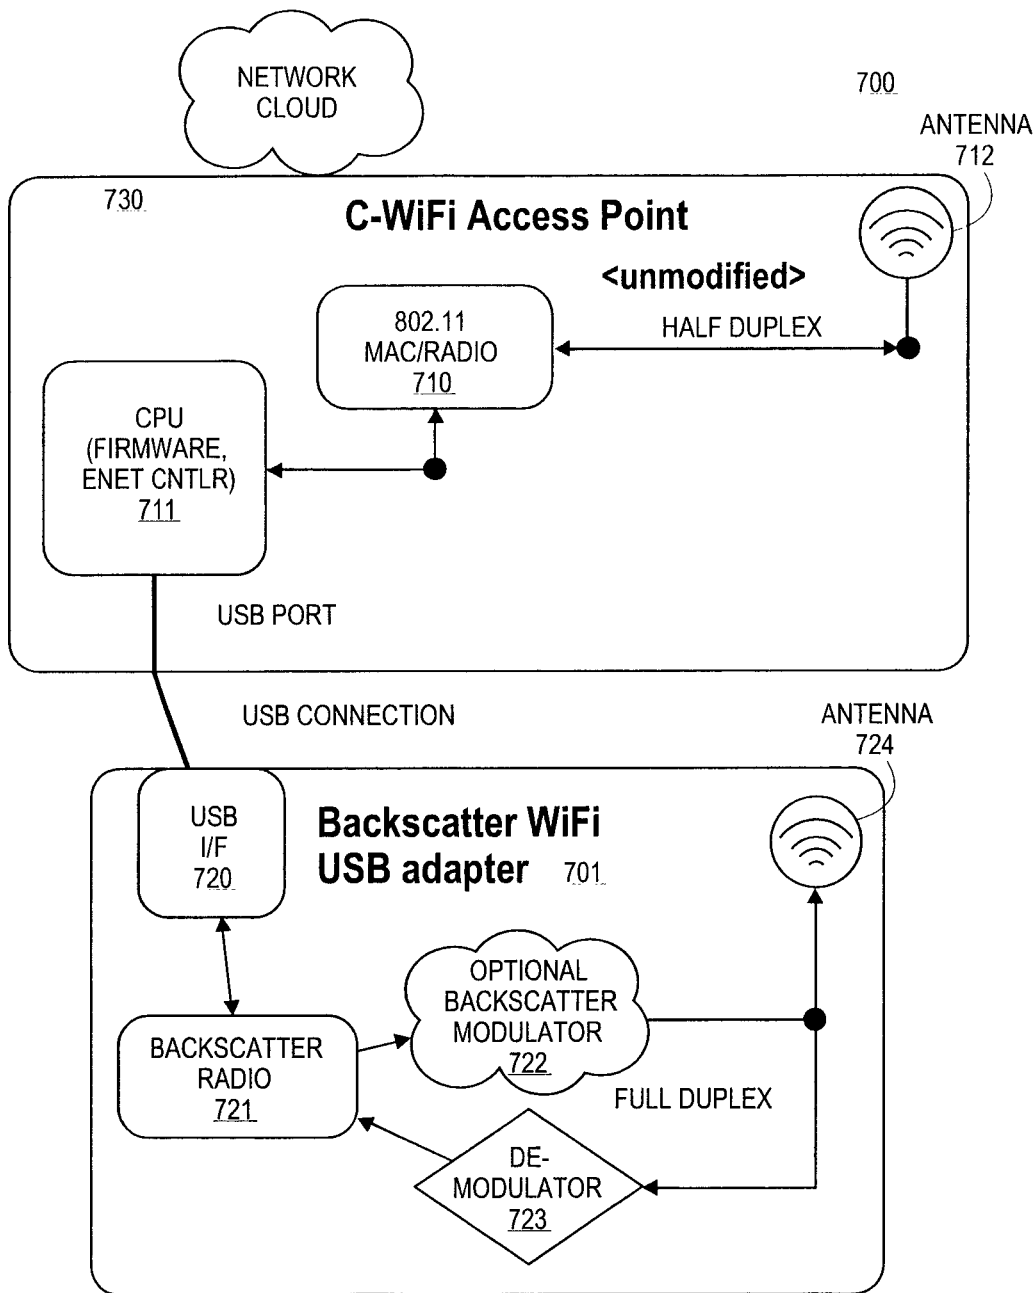 NETWORK
CLOUD
700
ANTENNA
712
730
C-WiFi Access Point
<unmodified>
802.11
MAC/RADIO
710
HALF DUPLEX
CPU
(FIRMWARE,
ENET CNTLR)
711
USB PORT
USB CONNECTION
ANTENNA
724
USB
I/F
720
Backscatter WiFi
USB adapter 701
OPTIONAL
BACKSCATTER
MODULATOR
722
BACKSCATTER
RADIO
721
FULL DUPLEX
DE-
MODULATOR
723